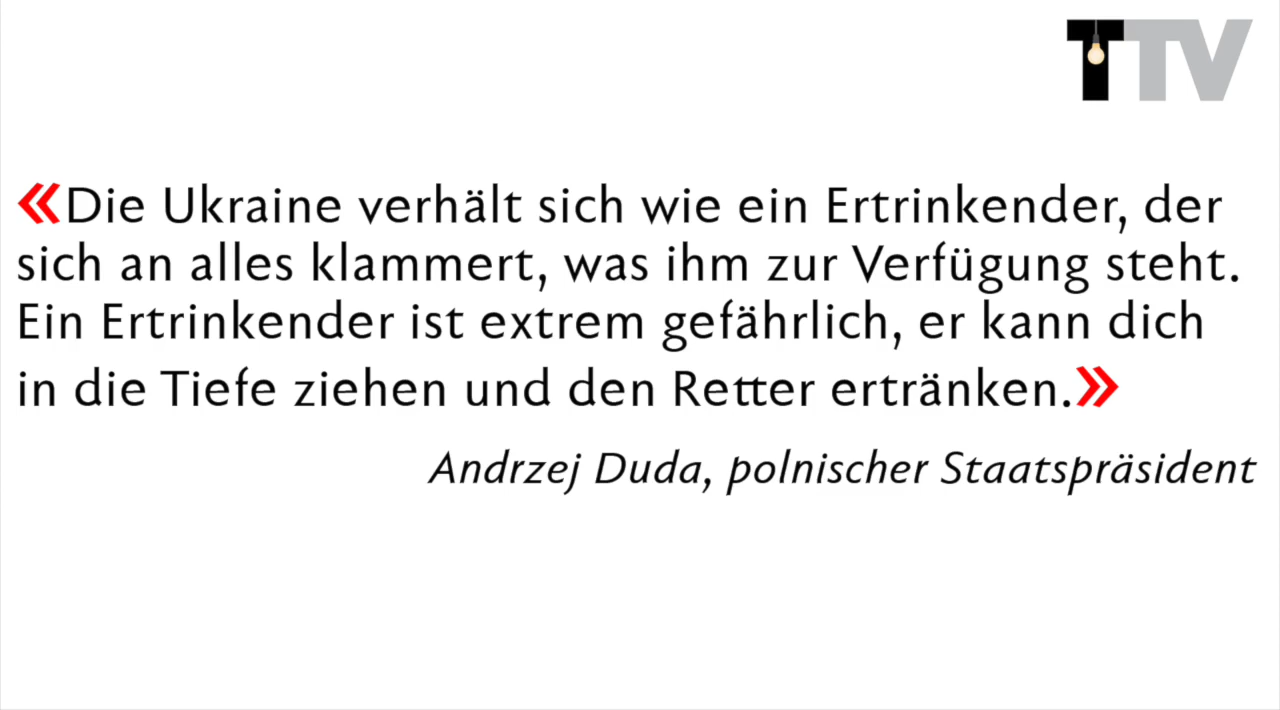 TTV
«Die Ukraine verhält sich wie ein Ertrinkender, der
sich an alles klammert, was ihm zur Verfügung steht.
Ein Ertrinkender ist extrem gefährlich, er kann dich
in die Tiefe ziehen und den Retter ertränken.»
Andrzej Duda, polnischer Staatspräsident